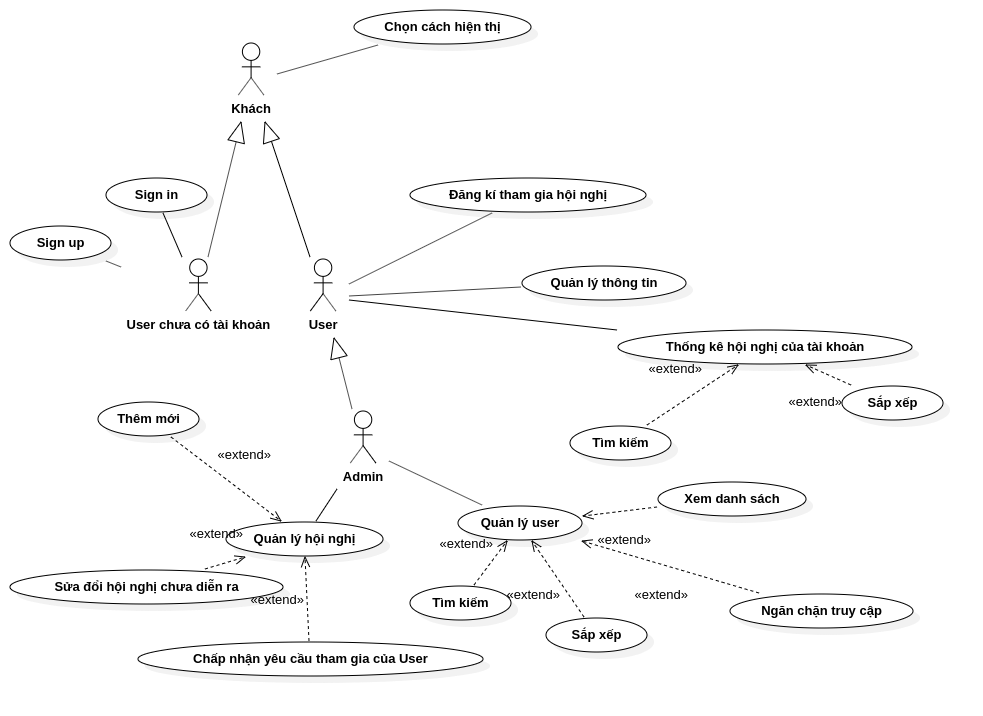 Chọn cách hiện thị
Khách
Sign in
Đăng kí tham gia hội nghị
Sign up
Quản lý thông tin
User chưa có tài khoản
User
Thống kê hội nghị của tài khoản
«extend»
«extend»
Sắp xếp
Thêm mới
Tìm kiếm
«extend»
Admin
Xem danh sách
Quản lý user
«extend»
Quản lý hội nghị
«extend»
«extend»
Sửa đổi hội nghị chưa diễn ra
«extend»
Tìm kiếm
«extend»
«extend»
Ngăn chặn truy cập
Sắp xếp
Chấp nhận yêu cầu tham gia của User